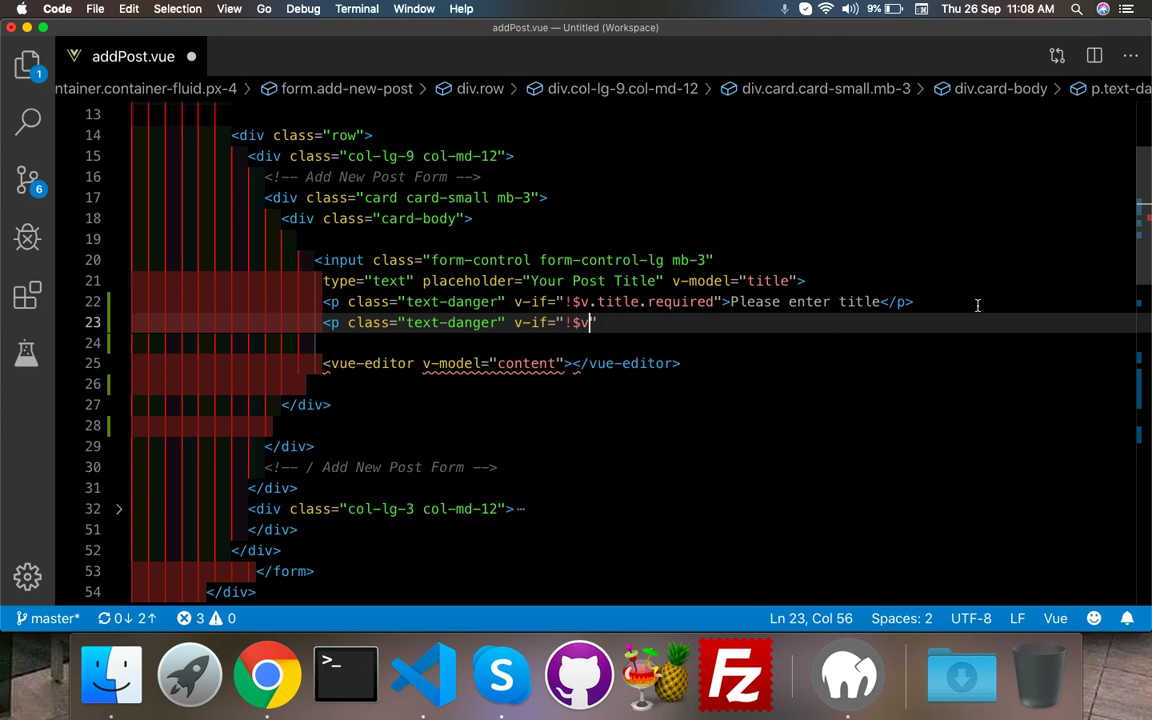 Code File Edit Selection View Go Debug Terminal Window Help 9% Thu 26 Sep 11:08 AM
addPost.vue — Untitled (Workspace)
addPost.vue
ntainer.container-fluid.px-4 > form.add-new-post > div.row > div.col-lg-9.col-md-12 > div.card.card-small.mb-3 > div.card-body > p.text-da
1
6
13
14 <div class="row">
15 <div class="col-lg-9 col-md-12">
16 <!-- Add New Post Form -->
17 <div class="card card-small mb-3">
18 <div class="card-body">
19
20 <input class="form-control form-control-lg mb-3"
21 type="text" placeholder="Your Post Title" v-model="title">
22 <p class="text-danger" v-if="!$v.title.required">Please enter title</p>
23 <p class="text-danger" v-if="!$v"
24
25 <vue-editor v-model="content"></vue-editor>
26
27 </div>
28
29 </div>
30 <!-- / Add New Post Form -->
31 </div>
32 <div class="col-lg-3 col-md-12">⋯
51 </div>
52 </div>
53 </form>
54 </div>
master* 0↓ 2↑ 3 0 Ln 23, Col 56 Spaces: 2 UTF-8 LF Vue
>_
Fz